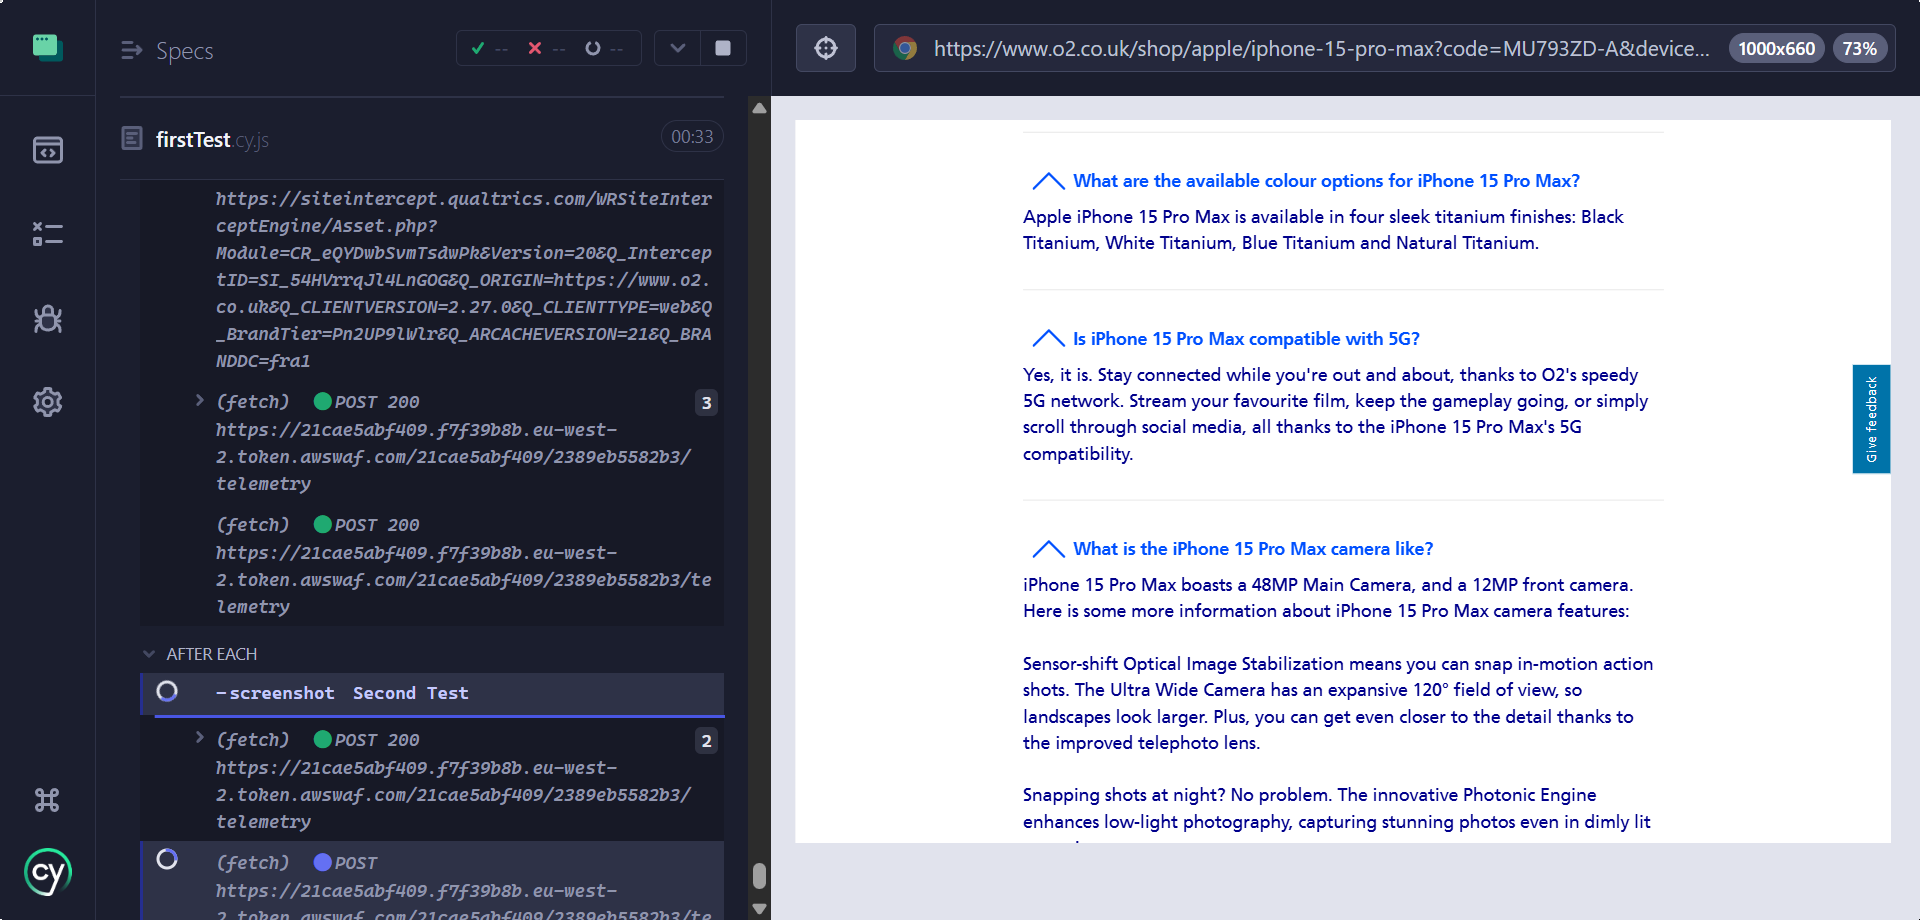 Specs
--
--
--
https://www.o2.co.uk/shop/apple/iphone-15-pro-max?code=MU793ZD-A&device...
1000x660
73%
firstTest.cy.js
00:33
https://siteintercept.qualtrics.com/WRSiteInter
ceptEngine/Asset.php?
Module=CR_eQYDwbSvmTsdwPk&Version=20&Q_Intercep
tID=SI_54HVrrqJl4LnGOG&Q_ORIGIN=https://www.o2.
co.uk&Q_CLIENTVERSION=2.27.0&Q_CLIENTTYPE=web&Q
_BrandTier=Pn2UP9lWlr&Q_ARCACHEVERSION=21&Q_BRA
NDDC=fra1
(fetch) POST 200
3
https://21cae5abf409.f7f39b8b.eu-west-
2.token.awswaf.com/21cae5abf409/2389eb5582b3/
telemetry
(fetch) POST 200
https://21cae5abf409.f7f39b8b.eu-west-
2.token.awswaf.com/21cae5abf409/2389eb5582b3/te
lemetry
AFTER EACH
-screenshot Second Test
(fetch) POST 200
2
https://21cae5abf409.f7f39b8b.eu-west-
2.token.awswaf.com/21cae5abf409/2389eb5582b3/
telemetry
(fetch) POST
https://21cae5abf409.f7f39b8b.eu-west-
2.token.awswaf.com/21cae5abf409/2389eb5582b3/te
cy
What are the available colour options for iPhone 15 Pro Max?
Apple iPhone 15 Pro Max is available in four sleek titanium finishes: Black
Titanium, White Titanium, Blue Titanium and Natural Titanium.
Is iPhone 15 Pro Max compatible with 5G?
Yes, it is. Stay connected while you're out and about, thanks to O2's speedy
5G network. Stream your favourite film, keep the gameplay going, or simply
scroll through social media, all thanks to the iPhone 15 Pro Max's 5G
compatibility.
What is the iPhone 15 Pro Max camera like?
iPhone 15 Pro Max boasts a 48MP Main Camera, and a 12MP front camera.
Here is some more information about iPhone 15 Pro Max camera features:
Sensor-shift Optical Image Stabilization means you can snap in-motion action
shots. The Ultra Wide Camera has an expansive 120° field of view, so
landscapes look larger. Plus, you can get even closer to the detail thanks to
the improved telephoto lens.
Snapping shots at night? No problem. The innovative Photonic Engine
enhances low-light photography, capturing stunning photos even in dimly lit
Give feedback